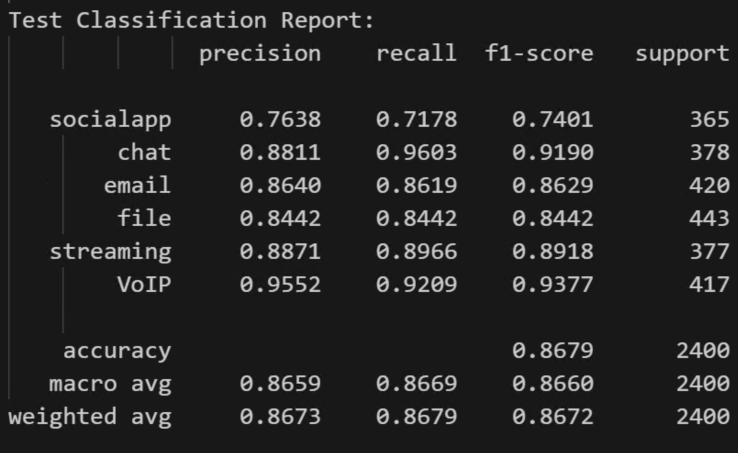 Test Classification Report:
precision recall f1-score support
socialapp 0.7638 0.7178 0.7401 365
chat 0.8811 0.9603 0.9190 378
email 0.8640 0.8619 0.8629 420
file 0.8442 0.8442 0.8442 443
streaming 0.8871 0.8966 0.8918 377
VoIP 0.9552 0.9209 0.9377 417
accuracy 0.8679 2400
macro avg 0.8659 0.8669 0.8660 2400
weighted avg 0.8673 0.8679 0.8672 2400